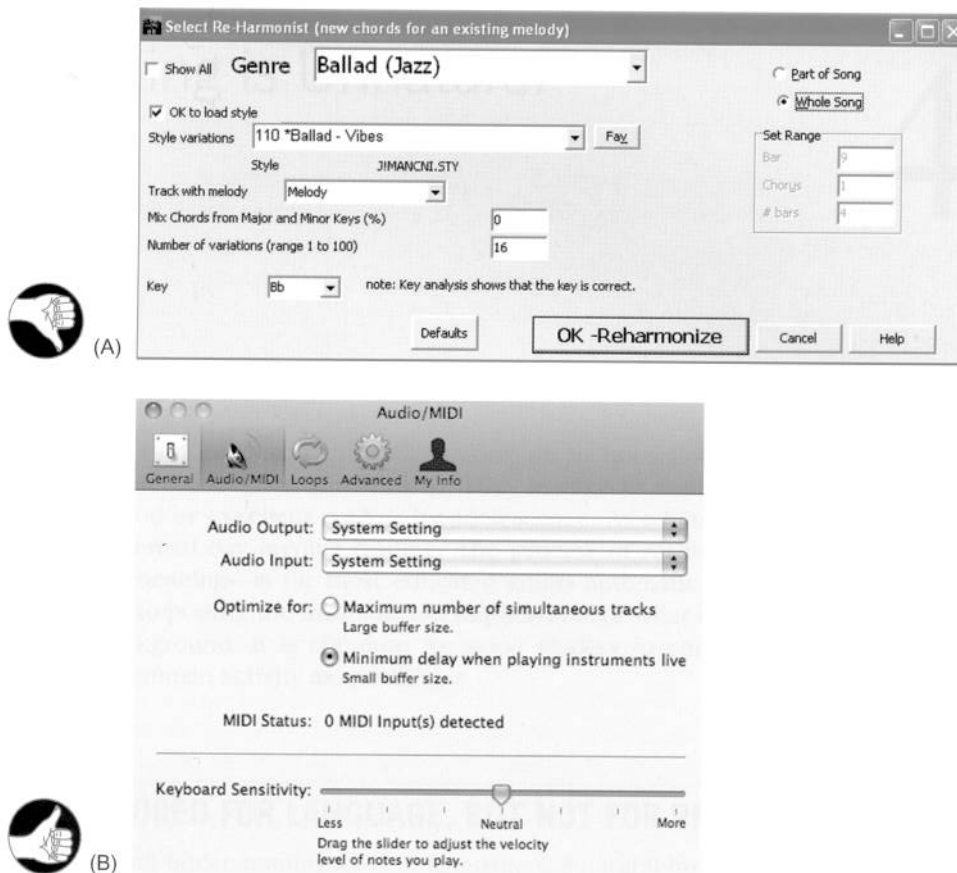 Select Re-Harmonist (new chords for an existing melody)
Show All Genre Ballad (Jazz)
Part of Song
Whole Song
OK to load style
Style variations 110 *Ballad - Vibes Fav
Set Range
Style J!MANCNI.STY
Bar 9
Track with melody Melody
Chorus 1
Mix Chords from Major and Minor Keys (%) 0
# bars 4
Number of variations (range 1 to 100) 16
Key Bb note: Key analysis shows that the key is correct.
(A)
Defaults OK -Reharmonize Cancel Help
Audio/MIDI
General Audio/MIDI Loops Advanced My Info
Audio Output: System Setting
Audio Input: System Setting
Optimize for: Maximum number of simultaneous tracks
Large buffer size.
Minimum delay when playing instruments live
Small buffer size.
MIDI Status: 0 MIDI Input(s) detected
Keyboard Sensitivity:
Less Neutral More
Drag the slider to adjust the velocity
level of notes you play.
(B)